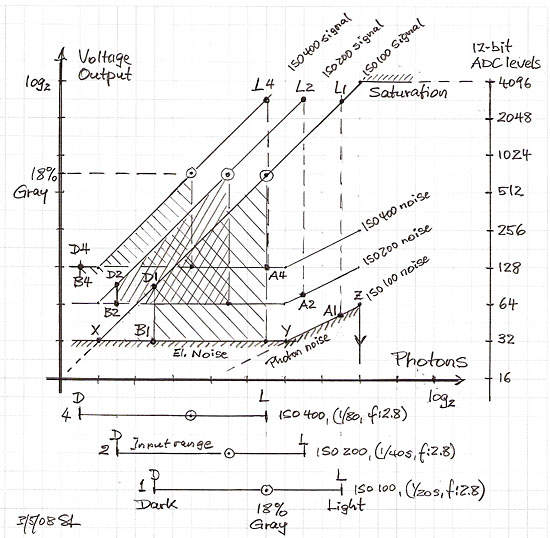 Voltage
Output
log2
ISO 400 signal
ISO 200 signal
ISO 100 signal
12-bit
ADC levels
L4
L2
L1
Saturation
4096
2048
1024
512
256
128
64
32
16
18%
Gray
ISO 400 noise
ISO 200 noise
ISO 100 noise
D4
B4
D2
B2
D1
B1
A4
A2
A1
X
Y
Z
El. Noise
Photon noise
Photons
log2
4 D L ISO 400, (1/80, f:2.8)
2 D Input range L ISO 200, (1/40s, f:2.8)
1 D L ISO 100, (1/20s, f:2.8)
Dark
18%
Gray
Light
3/5/08 SL